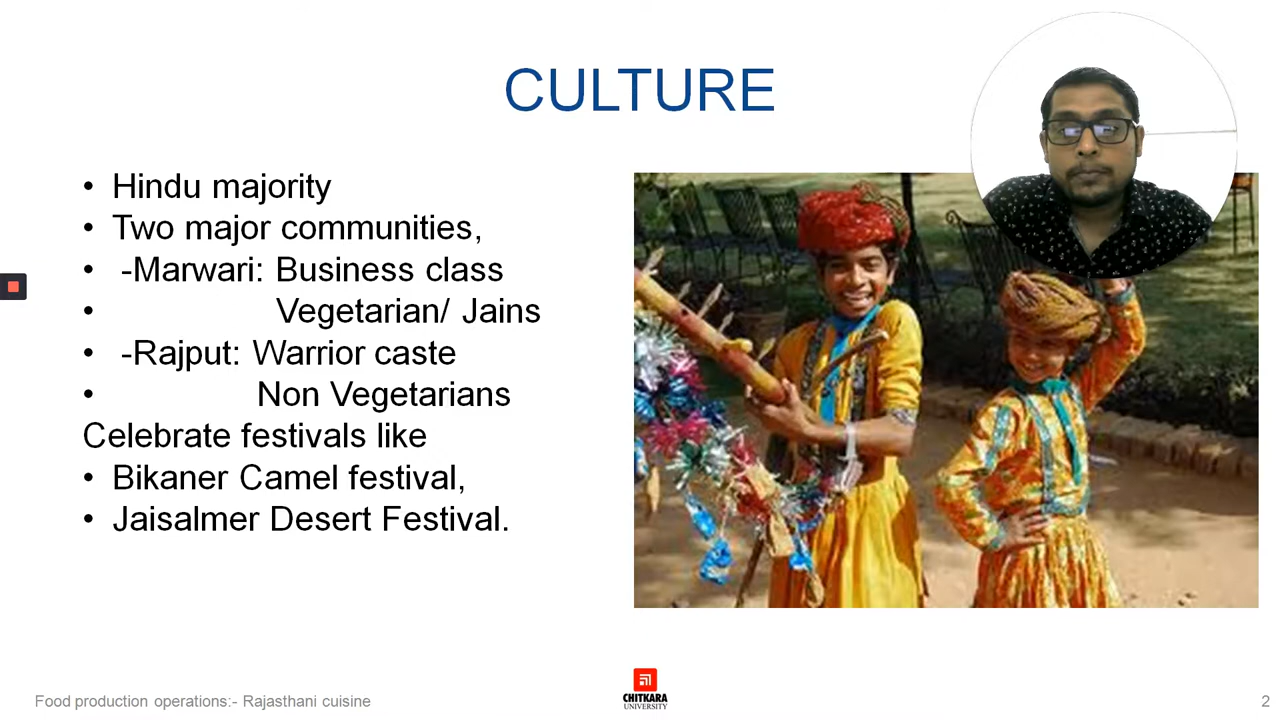 CULTURE
• Hindu majority
• Two major communities,
• -Marwari: Business class
• Vegetarian/ Jains
• -Rajput: Warrior caste
• Non Vegetarians
Celebrate festivals like
• Bikaner Camel festival,
• Jaisalmer Desert Festival.
Food production operations:- Rajasthani cuisine
CHITKARA
UNIVERSITY
2